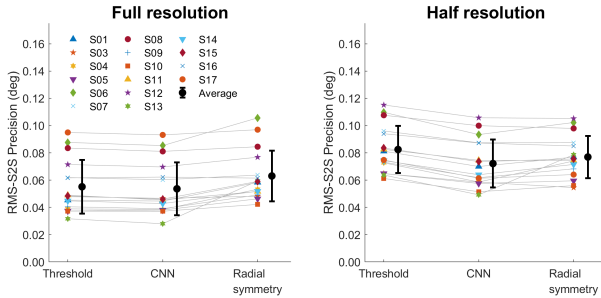 Full resolution
RMS-S2S Precision (deg)
0.16
0.14
0.12
0.10
0.08
0.06
0.04
0.02
0.00
S01
S03
S04
S05
S06
S07
S08
S09
S10
S11
S12
S13
S14
S15
S16
S17
Average
Threshold
CNN
Radial
symmetry
Half resolution
RMS-S2S Precision (deg)
0.16
0.14
0.12
0.10
0.08
0.06
0.04
0.02
0.00
Threshold
CNN
Radial
symmetry